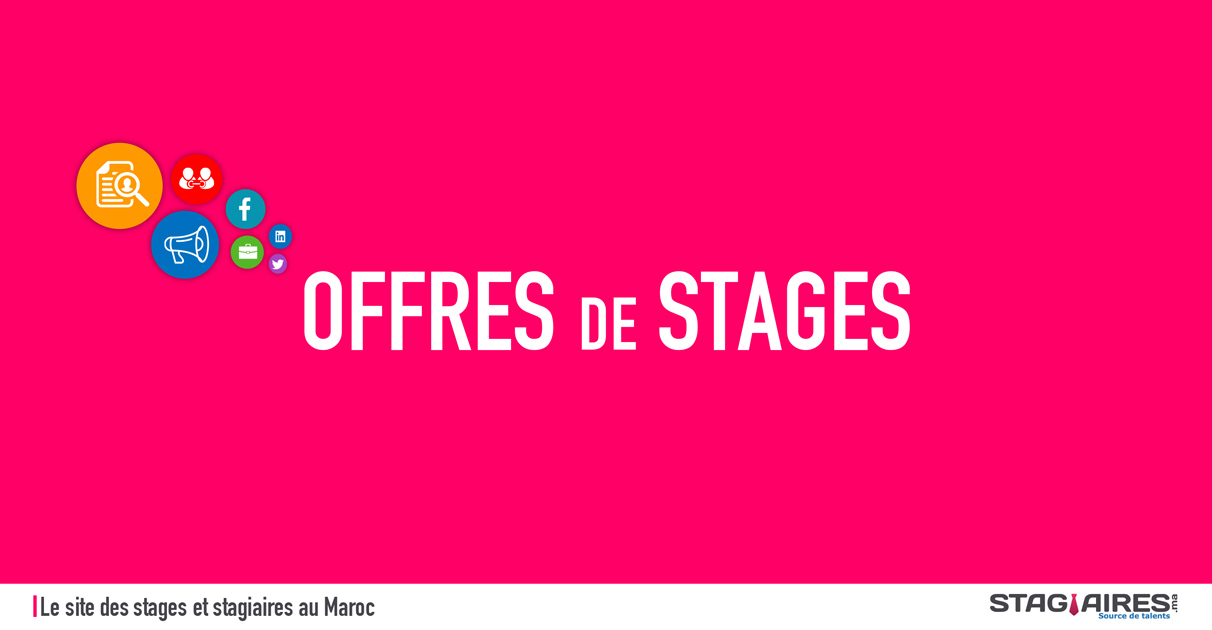 OFFRES DE STAGES
Le site des stages et stagiaires au Maroc
STAGIAIRES.ma
Source de talents